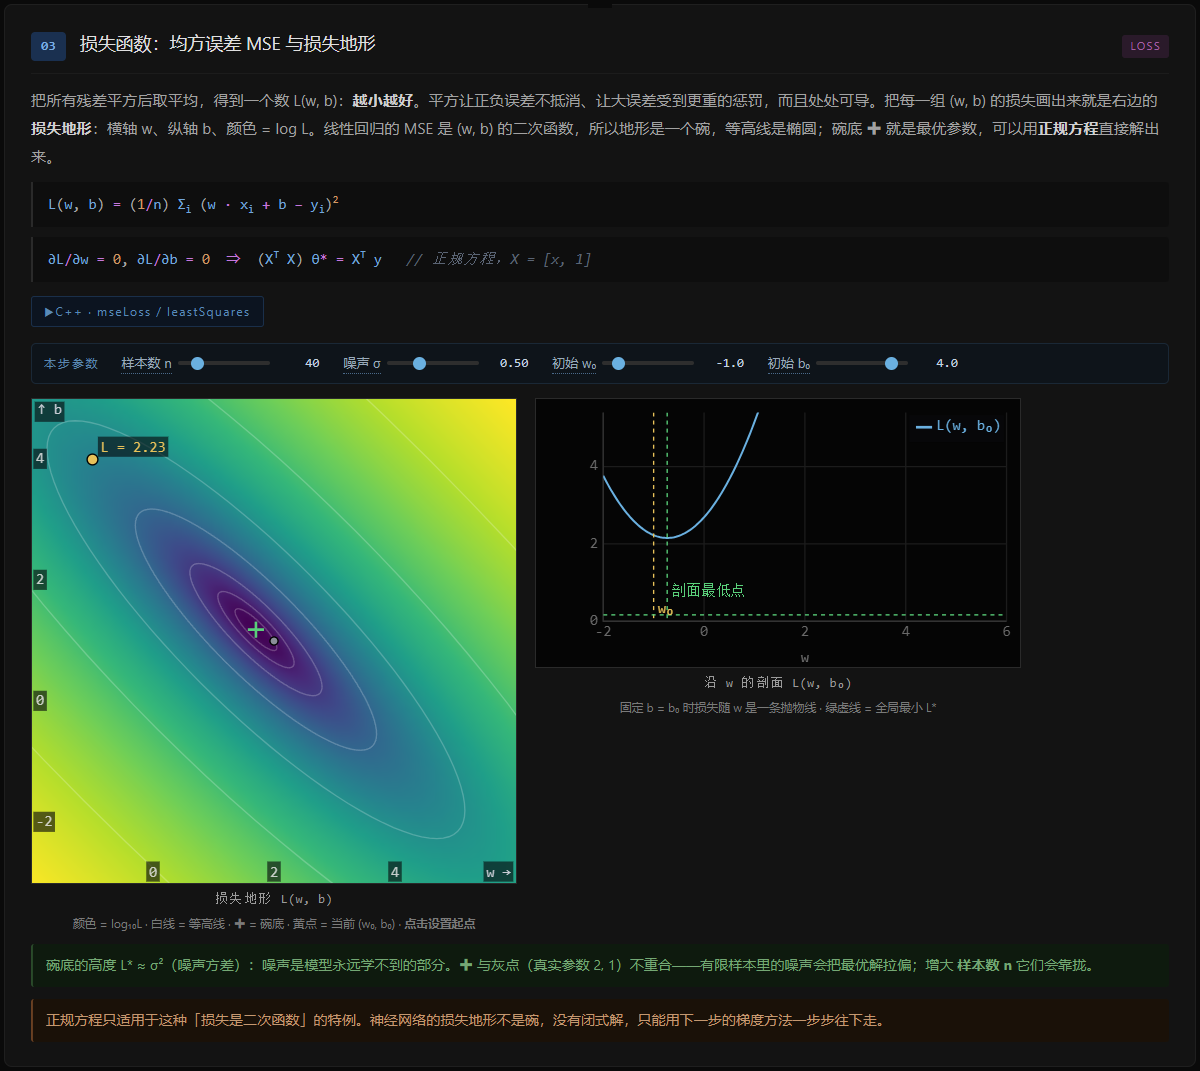 03 损失函数：均方误差 MSE 与损失地形 LOSS
把所有残差平方后取平均，得到一个数 L(w, b)：越小越好。平方让正负误差不抵消、让大误差受到更重的惩罚，而且处处可导。把每一组 (w, b) 的损失画出来就是右边的
损失地形：横轴 w、纵轴 b、颜色 = log L。线性回归的 MSE 是 (w, b) 的二次函数，所以地形是一个碗，等高线是椭圆；碗底 ✚ 就是最优参数，可以用正规方程直接解出
来。
L(w, b) = (1/n) Σᵢ (w · xᵢ + b − yᵢ)²
∂L/∂w = 0, ∂L/∂b = 0 ⇒ (Xᵀ X) θ* = Xᵀ y // 正规方程，X = [x, 1]
▶C++ · mseLoss / leastSquares
本步参数 样本数 n 40 噪声 σ 0.50 初始 w₀ -1.0 初始 b₀ 4.0
↑ b
L = 2.23
4
2
0
-2
0 2 4 w →
损失地形 L(w, b)
颜色 = log₁₀L · 白线 = 等高线 · ✚ = 碗底 · 黄点 = 当前 (w₀, b₀) · 点击设置起点
L(w, b₀)
4
2
0
剖面最低点
w₀
-2 0 2 4 6
w
沿 w 的剖面 L(w, b₀)
固定 b = b₀ 时损失随 w 是一条抛物线 · 绿虚线 = 全局最小 L*
碗底的高度 L* ≈ σ²（噪声方差）：噪声是模型永远学不到的部分。✚ 与灰点（真实参数 2, 1）不重合——有限样本里的噪声会把最优解拉偏；增大 样本数 n 它们会靠拢。
正规方程只适用于这种「损失是二次函数」的特例。神经网络的损失地形不是碗，没有闭式解，只能用下一步的梯度方法一步步往下走。